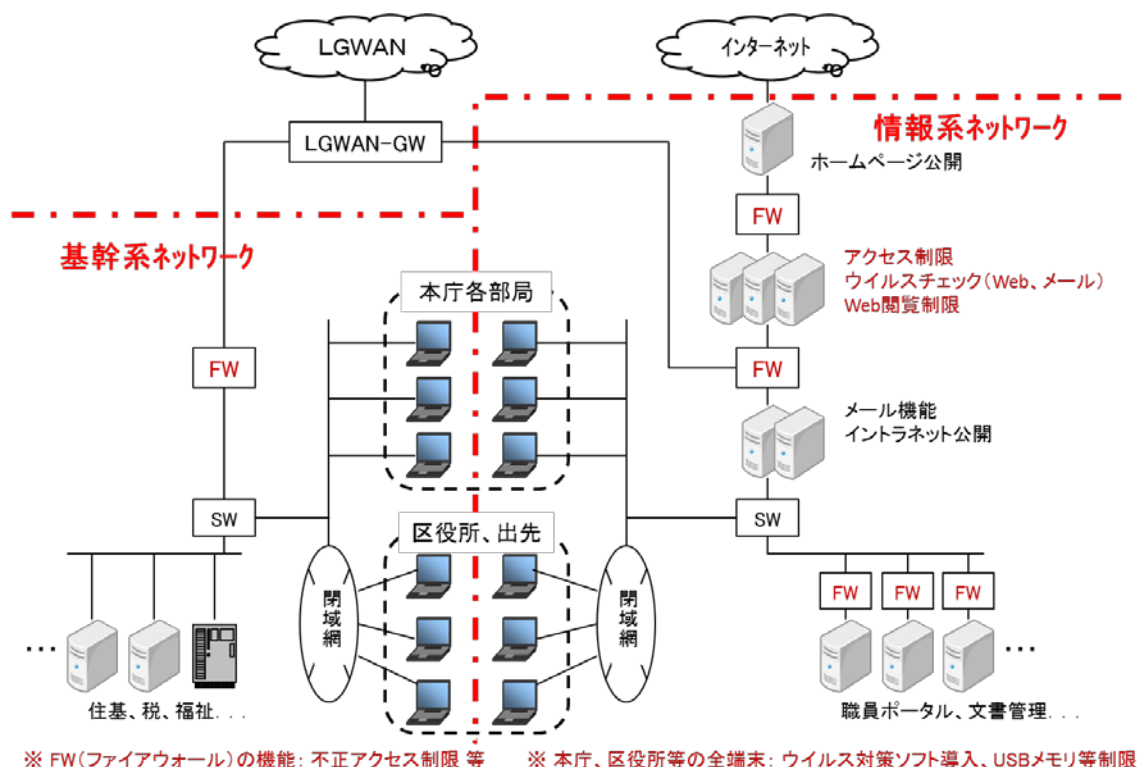 LGWAN
インターネット
LGWAN-GW
情報系ネットワーク
ホームページ公開
FW
基幹系ネットワーク
アクセス制限
ウイルスチェック(Web、メール)
Web閲覧制限
本庁各部局
FW
FW
メール機能
イントラネット公開
SW
SW
区役所、出先
閉域網
閉域網
FW
FW
FW
…
…
住基、税、福祉...
職員ポータル、文書管理...
※ FW(ファイアウォール)の機能: 不正アクセス制限 等
※ 本庁、区役所等の全端末: ウイルス対策ソフト導入、USBメモリ等制限